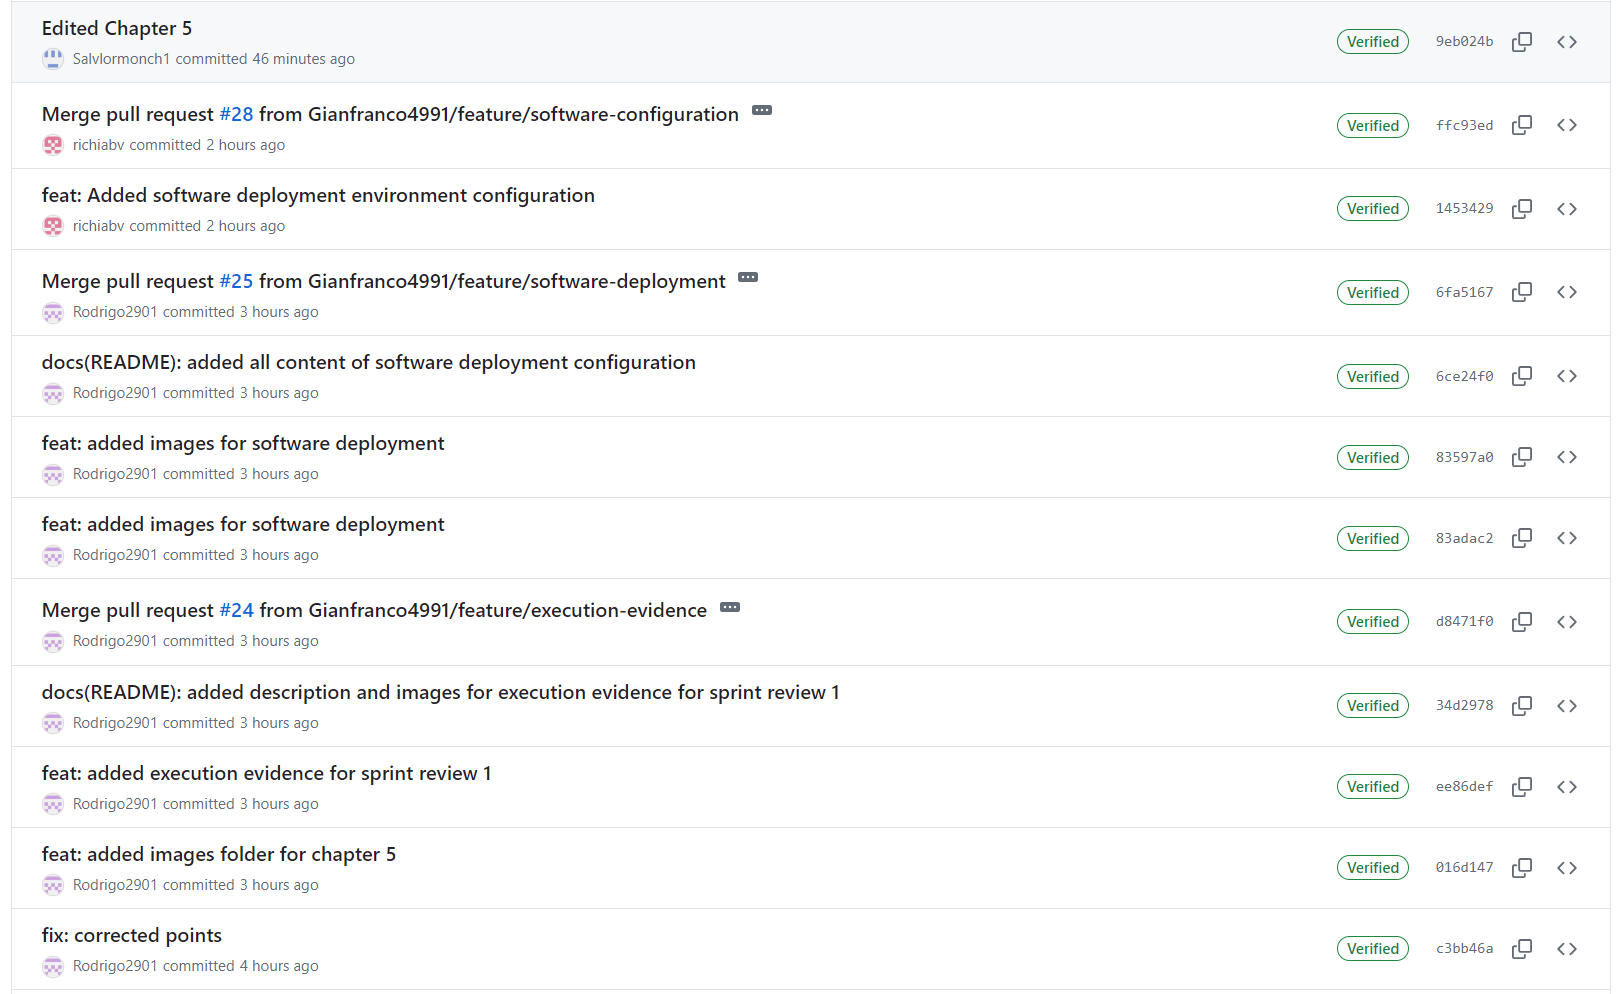 Edited Chapter 5
Salvlormonch1 committed 46 minutes ago
Verified 9eb024b
Merge pull request #28 from Gianfranco4991/feature/software-configuration
richiabv committed 2 hours ago
Verified ffc93ed
feat: Added software deployment environment configuration
richiabv committed 2 hours ago
Verified 1453429
Merge pull request #25 from Gianfranco4991/feature/software-deployment
Rodrigo2901 committed 3 hours ago
Verified 6fa5167
docs(README): added all content of software deployment configuration
Rodrigo2901 committed 3 hours ago
Verified 6ce24f0
feat: added images for software deployment
Rodrigo2901 committed 3 hours ago
Verified 83597a0
feat: added images for software deployment
Rodrigo2901 committed 3 hours ago
Verified 83adac2
Merge pull request #24 from Gianfranco4991/feature/execution-evidence
Rodrigo2901 committed 3 hours ago
Verified d8471f0
docs(README): added description and images for execution evidence for sprint review 1
Rodrigo2901 committed 3 hours ago
Verified 34d2978
feat: added execution evidence for sprint review 1
Rodrigo2901 committed 3 hours ago
Verified ee86def
feat: added images folder for chapter 5
Rodrigo2901 committed 3 hours ago
Verified 016d147
fix: corrected points
Rodrigo2901 committed 4 hours ago
Verified c3bb46a